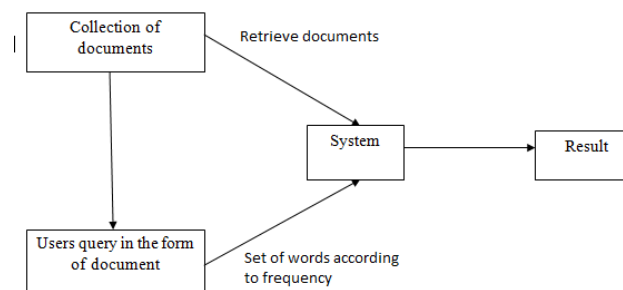 Collection of
documents
Retrieve documents
System
Result
Users query in the form
of document
Set of words according
to frequency